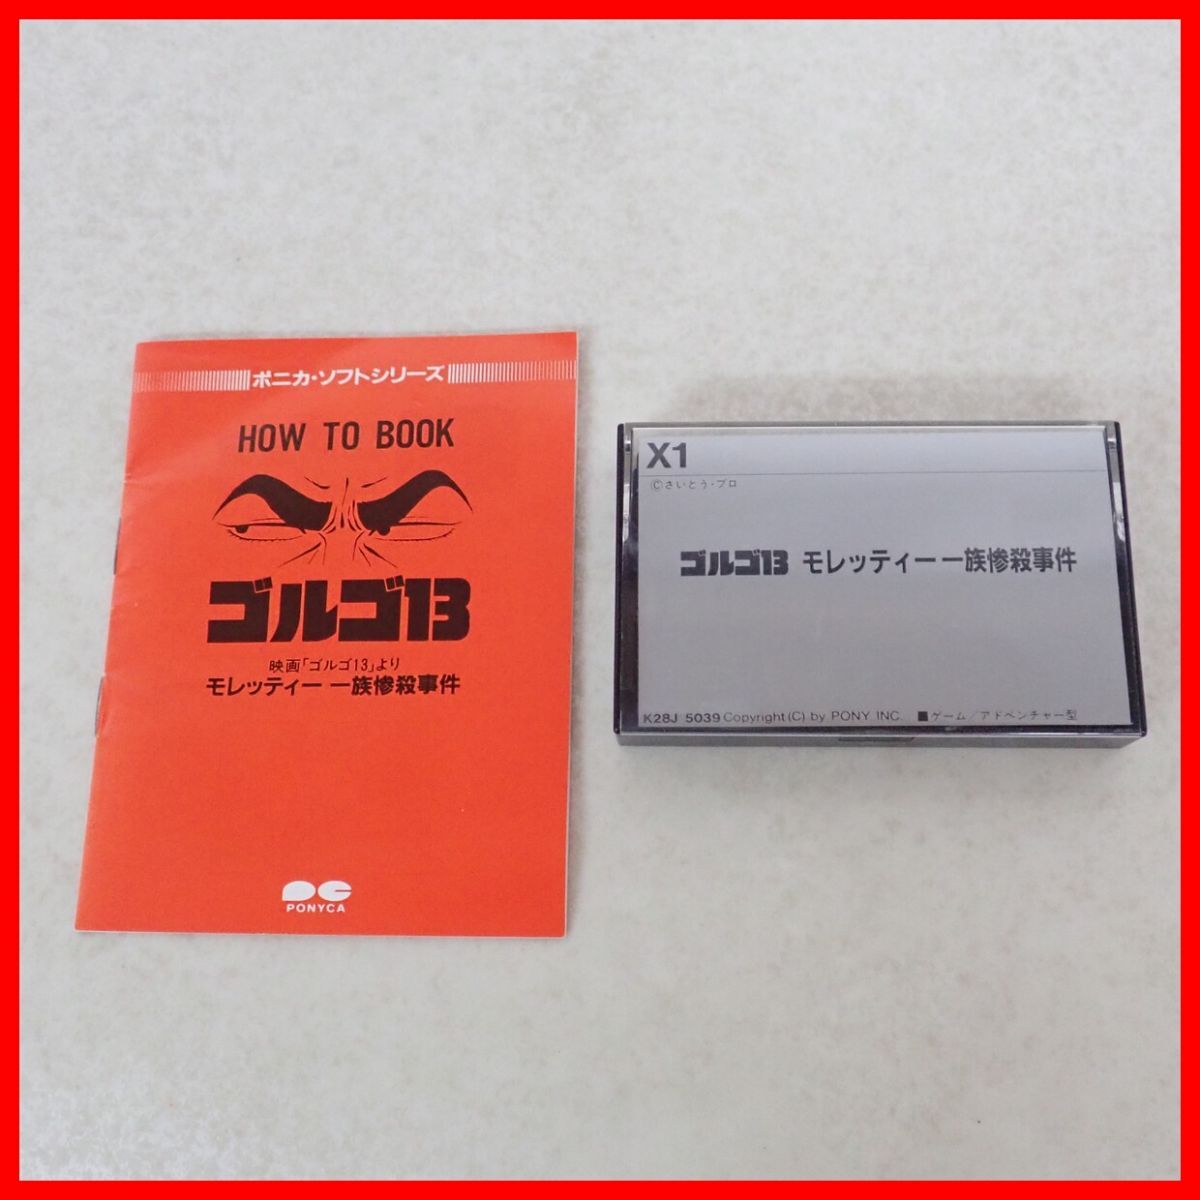 ポニカ・ソフトシリーズ
HOW TO BOOK
ゴルゴ13
映画「ゴルゴ13」より
モレッティー 一族惨殺事件
PONYCA
X1
Ⓒさいとう・プロ
ゴルゴ13 モレッティー 一族惨殺事件
K28J 5039 Copyright(C) by PONY INC. ■ゲーム/アドベンチャー型